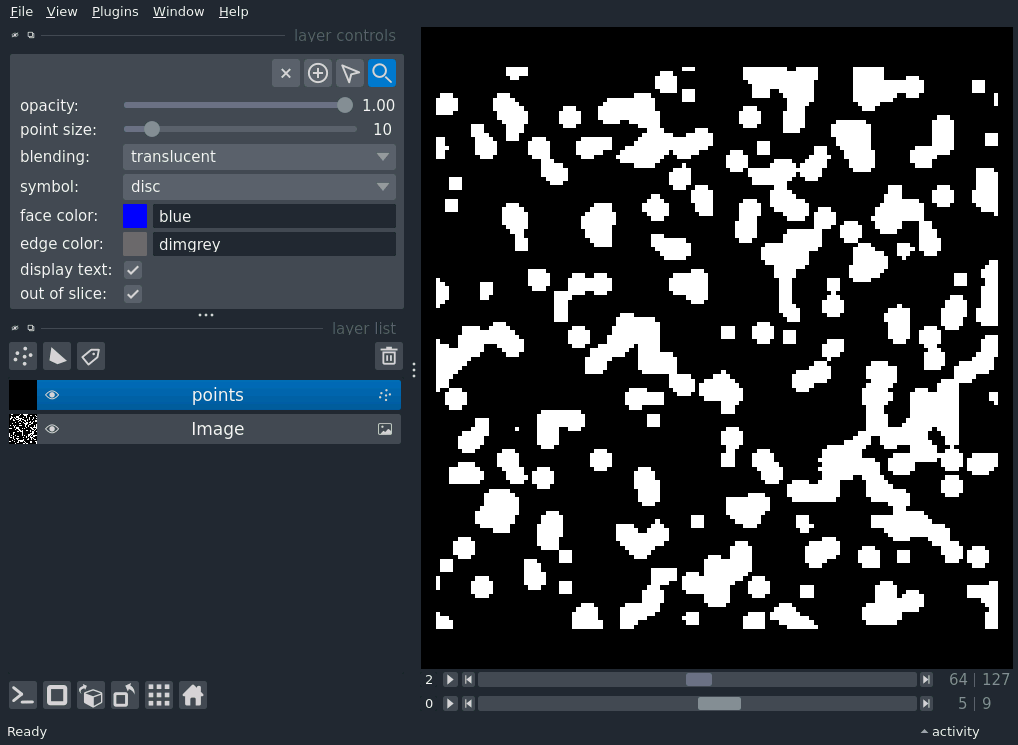 File View Plugins Window Help
layer controls
opacity: 1.00
point size: 10
blending: translucent
symbol: disc
face color: blue
edge color: dimgrey
display text:
out of slice:
layer list
points
Image
2 64 | 127
0 5 | 9
Ready activity